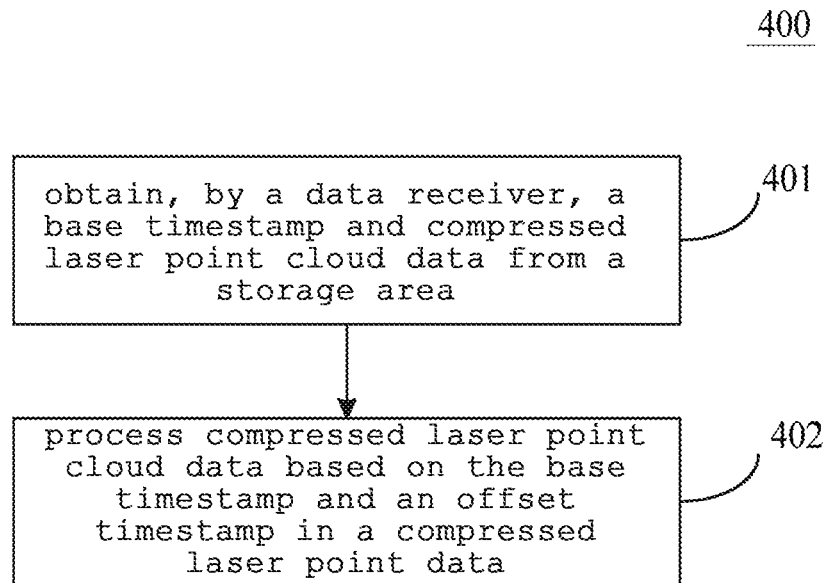 400
obtain, by a data receiver, a
base timestamp and compressed
laser point cloud data from a
storage area
401
process compressed laser point
cloud data based on the base
timestamp and an offset
timestamp in a compressed
laser point data
402